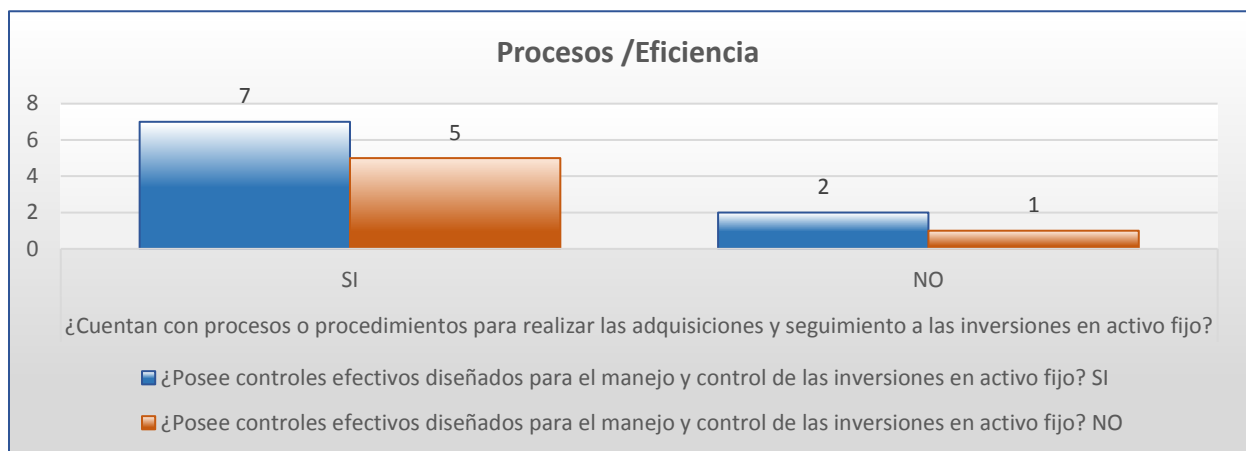 Procesos /Eficiencia
7
5
2
1
8
6
4
2
0
SI
NO
¿Cuentan con procesos o procedimientos para realizar las adquisiciones y seguimiento a las inversiones en activo fijo?
¿Posee controles efectivos diseñados para el manejo y control de las inversiones en activo fijo? SI
¿Posee controles efectivos diseñados para el manejo y control de las inversiones en activo fijo? NO